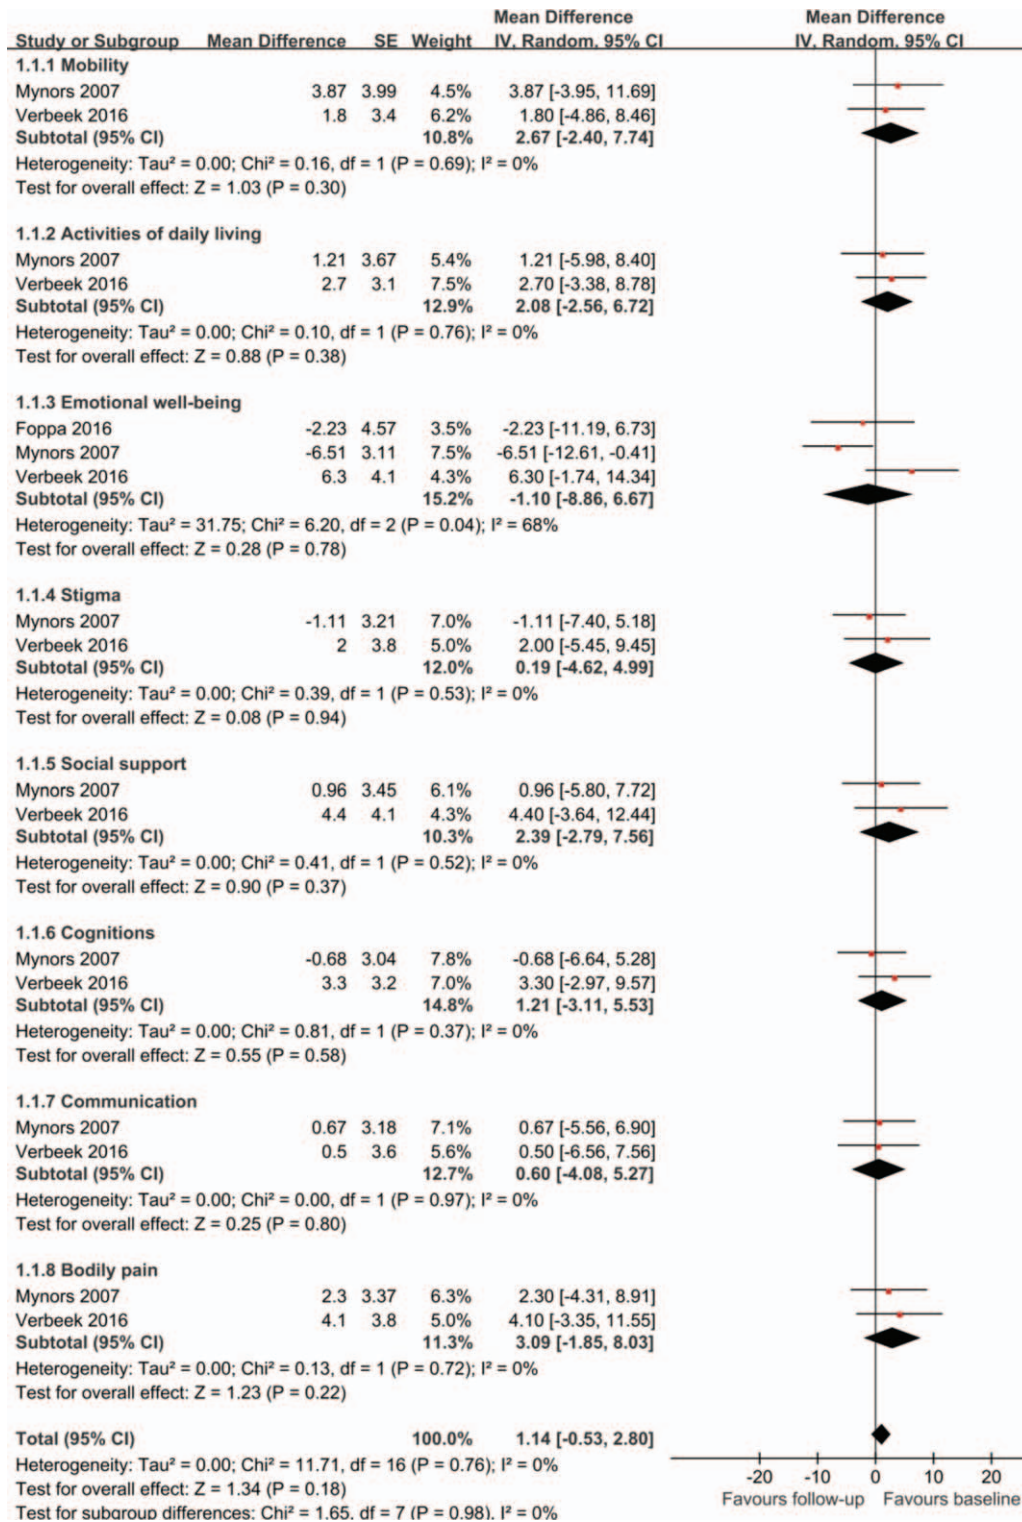 Mean Difference Mean Difference
Study or Subgroup Mean Difference SE Weight IV, Random, 95% CI IV, Random, 95% CI
1.1.1 Mobility
Mynors 2007 3.87 3.99 4.5% 3.87 [-3.95, 11.69]
Verbeek 2016 1.8 3.4 6.2% 1.80 [-4.86, 8.46]
Subtotal (95% CI) 10.8% 2.67 [-2.40, 7.74]
Heterogeneity: Tau² = 0.00; Chi² = 0.16, df = 1 (P = 0.69); I² = 0%
Test for overall effect: Z = 1.03 (P = 0.30)
1.1.2 Activities of daily living
Mynors 2007 1.21 3.67 5.4% 1.21 [-5.98, 8.40]
Verbeek 2016 2.7 3.1 7.5% 2.70 [-3.38, 8.78]
Subtotal (95% CI) 12.9% 2.08 [-2.56, 6.72]
Heterogeneity: Tau² = 0.00; Chi² = 0.10, df = 1 (P = 0.76); I² = 0%
Test for overall effect: Z = 0.88 (P = 0.38)
1.1.3 Emotional well-being
Foppa 2016 -2.23 4.57 3.5% -2.23 [-11.19, 6.73]
Mynors 2007 -6.51 3.11 7.5% -6.51 [-12.61, -0.41]
Verbeek 2016 6.3 4.1 4.3% 6.30 [-1.74, 14.34]
Subtotal (95% CI) 15.2% -1.10 [-8.86, 6.67]
Heterogeneity: Tau² = 31.75; Chi² = 6.20, df = 2 (P = 0.04); I² = 68%
Test for overall effect: Z = 0.28 (P = 0.78)
1.1.4 Stigma
Mynors 2007 -1.11 3.21 7.0% -1.11 [-7.40, 5.18]
Verbeek 2016 2 3.8 5.0% 2.00 [-5.45, 9.45]
Subtotal (95% CI) 12.0% 0.19 [-4.62, 4.99]
Heterogeneity: Tau² = 0.00; Chi² = 0.39, df = 1 (P = 0.53); I² = 0%
Test for overall effect: Z = 0.08 (P = 0.94)
1.1.5 Social support
Mynors 2007 0.96 3.45 6.1% 0.96 [-5.80, 7.72]
Verbeek 2016 4.4 4.1 4.3% 4.40 [-3.64, 12.44]
Subtotal (95% CI) 10.3% 2.39 [-2.79, 7.56]
Heterogeneity: Tau² = 0.00; Chi² = 0.41, df = 1 (P = 0.52); I² = 0%
Test for overall effect: Z = 0.90 (P = 0.37)
1.1.6 Cognitions
Mynors 2007 -0.68 3.04 7.8% -0.68 [-6.64, 5.28]
Verbeek 2016 3.3 3.2 7.0% 3.30 [-2.97, 9.57]
Subtotal (95% CI) 14.8% 1.21 [-3.11, 5.53]
Heterogeneity: Tau² = 0.00; Chi² = 0.81, df = 1 (P = 0.37); I² = 0%
Test for overall effect: Z = 0.55 (P = 0.58)
1.1.7 Communication
Mynors 2007 0.67 3.18 7.1% 0.67 [-5.56, 6.90]
Verbeek 2016 0.5 3.6 5.6% 0.50 [-6.56, 7.56]
Subtotal (95% CI) 12.7% 0.60 [-4.08, 5.27]
Heterogeneity: Tau² = 0.00; Chi² = 0.00, df = 1 (P = 0.97); I² = 0%
Test for overall effect: Z = 0.25 (P = 0.80)
1.1.8 Bodily pain
Mynors 2007 2.3 3.37 6.3% 2.30 [-4.31, 8.91]
Verbeek 2016 4.1 3.8 5.0% 4.10 [-3.35, 11.55]
Subtotal (95% CI) 11.3% 3.09 [-1.85, 8.03]
Heterogeneity: Tau² = 0.00; Chi² = 0.13, df = 1 (P = 0.72); I² = 0%
Test for overall effect: Z = 1.23 (P = 0.22)
Total (95% CI) 100.0% 1.14 [-0.53, 2.80]
Heterogeneity: Tau² = 0.00; Chi² = 11.71, df = 16 (P = 0.76); I² = 0%
Test for overall effect: Z = 1.34 (P = 0.18)
Test for subgroup differences: Chi² = 1.65, df = 7 (P = 0.98), I² = 0%
-20 -10 0 10 20
Favours follow-up Favours baseline